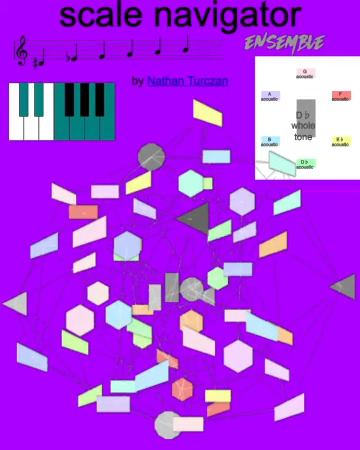 scale navigator
ENSEMBLE
by Nathan Turczan
G
acoustic
A
acoustic
F
acoustic
D♭
whole
tone
B
acoustic
E♭
acoustic
D♭
acoustic